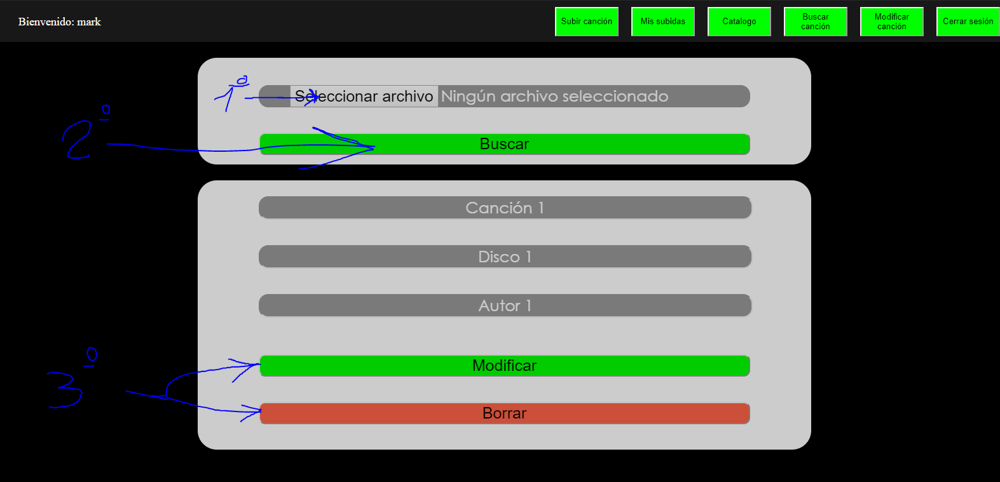 Bienvenido: mark
Subir canción
Mis subidas
Catalogo
Buscar
canción
Modificar
canción
Cerrar sesión
1ª
Seleccionar archivo Ningún archivo seleccionado
2º
Buscar
Canción 1
Disco 1
Autor 1
3º
Modificar
Borrar